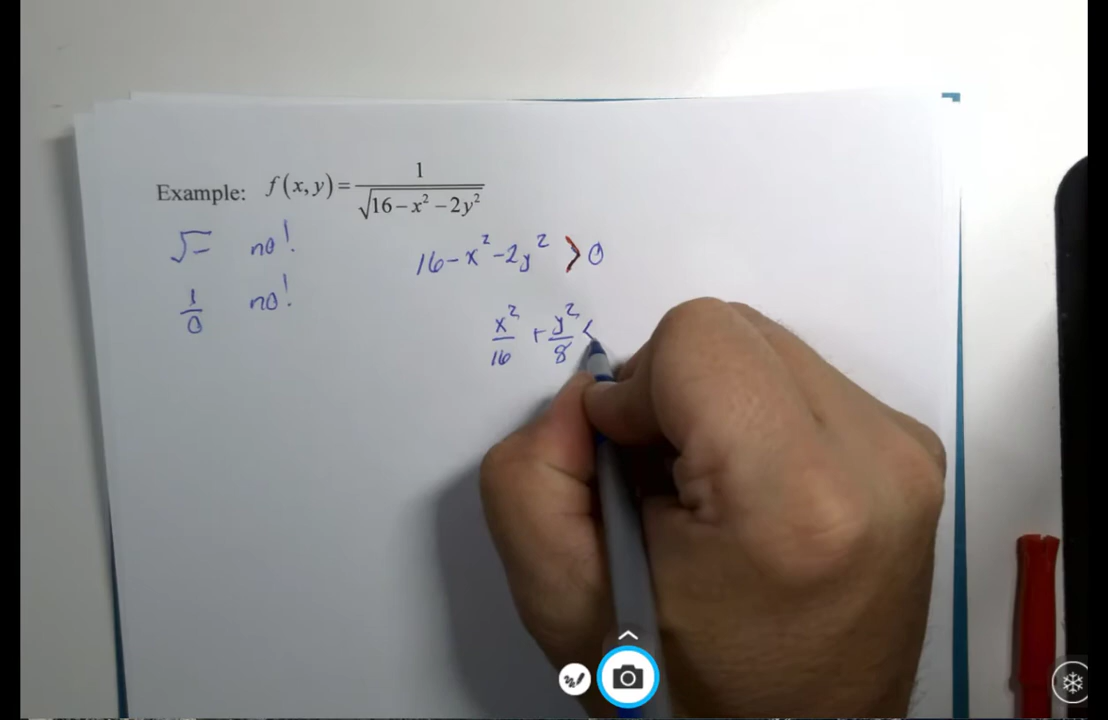 Example: f(x,y)= 1/√(16−x²−2y²)
√− no!
16−x²−2y² > 0
1/0 no!
x²/16 + y²/8 <